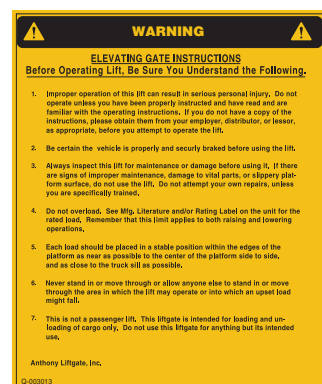 WARNING
ELEVATING GATE INSTRUCTIONS
Before Operating Lift, Be Sure You Understand the Following.
1. Improper operation of this lift can result in serious personal injury. Do not
operate unless you have been properly instructed and have read and are
familiar with the operating instructions. If you do not have a copy of the
instructions, please obtain them from your employer, distributor, or lessor,
as appropriate, before you attempt to operate the lift.
2. Be certain the vehicle is properly and securely braked before using the lift.
3. Always inspect this lift for maintenance or damage before using it. If there
are signs of improper maintenance, damage to vital parts, or slippery plat-
form surface, do not use the lift. Do not attempt your own repairs, unless
you are specifically trained.
4. Do not overload. See Mfg. Literature and/or Rating Label on the unit for the
rated load. Remember that this limit applies to both raising and lowering
operations.
5. Each load should be placed in a stable position within the edges of the
platform as near as possible to the center of the platform side to side,
and as close to the truck sill as possible.
6. Never stand in or move through or allow anyone else to stand in or move
through the area in which the lift may operate or into which an upset load
might fall.
7. This is not a passenger lift. This liftgate is intended for loading and un-
loading of cargo only. Do not use this liftgate for anything but its intended
use.
Anthony Liftgate, Inc.
Q-003013